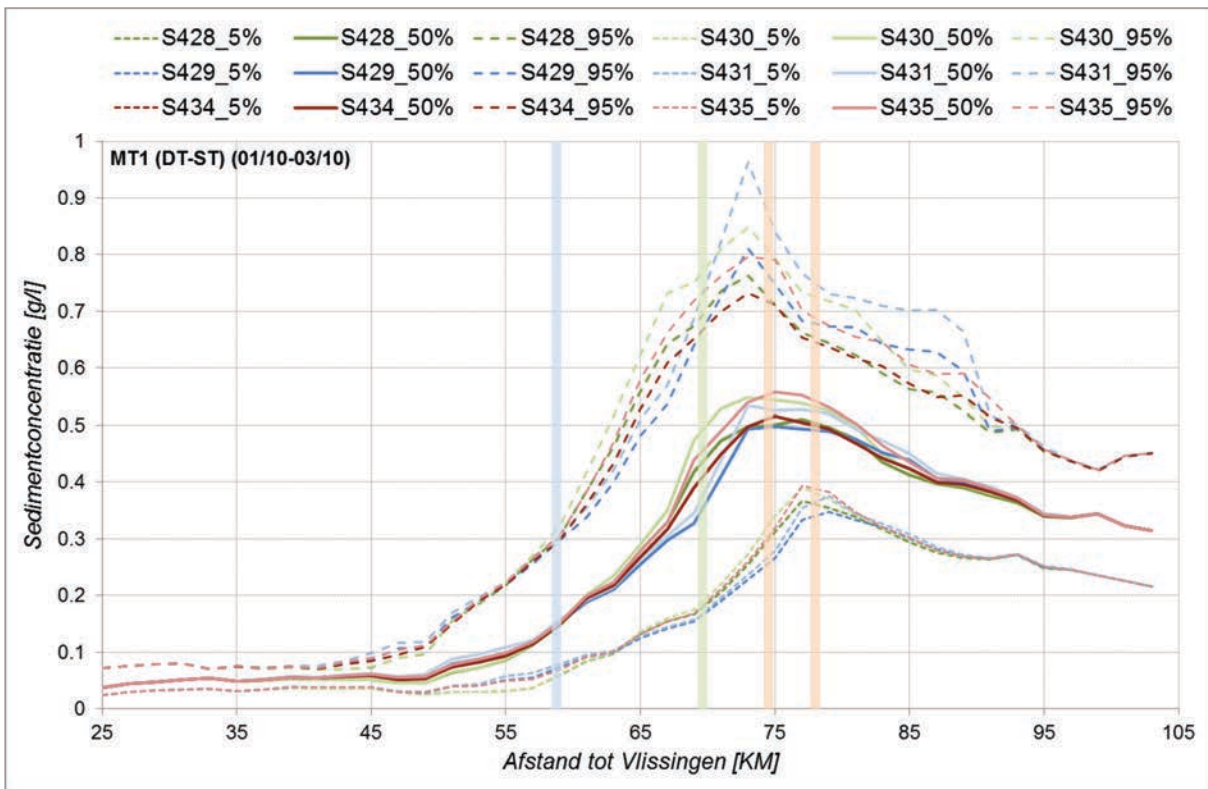 S428_5% S428_50% S428_95% S430_5% S430_50% S430_95%
S429_5% S429_50% S429_95% S431_5% S431_50% S431_95%
S434_5% S434_50% S434_95% S435_5% S435_50% S435_95%
MT1 (DT-ST) (01/10-03/10)
1
0.9
0.8
0.7
0.6
0.5
0.4
0.3
0.2
0.1
0
Sedimentconcentratie [g/l]
25 35 45 55 65 75 85 95 105
Afstand tot Vlissingen [KM]